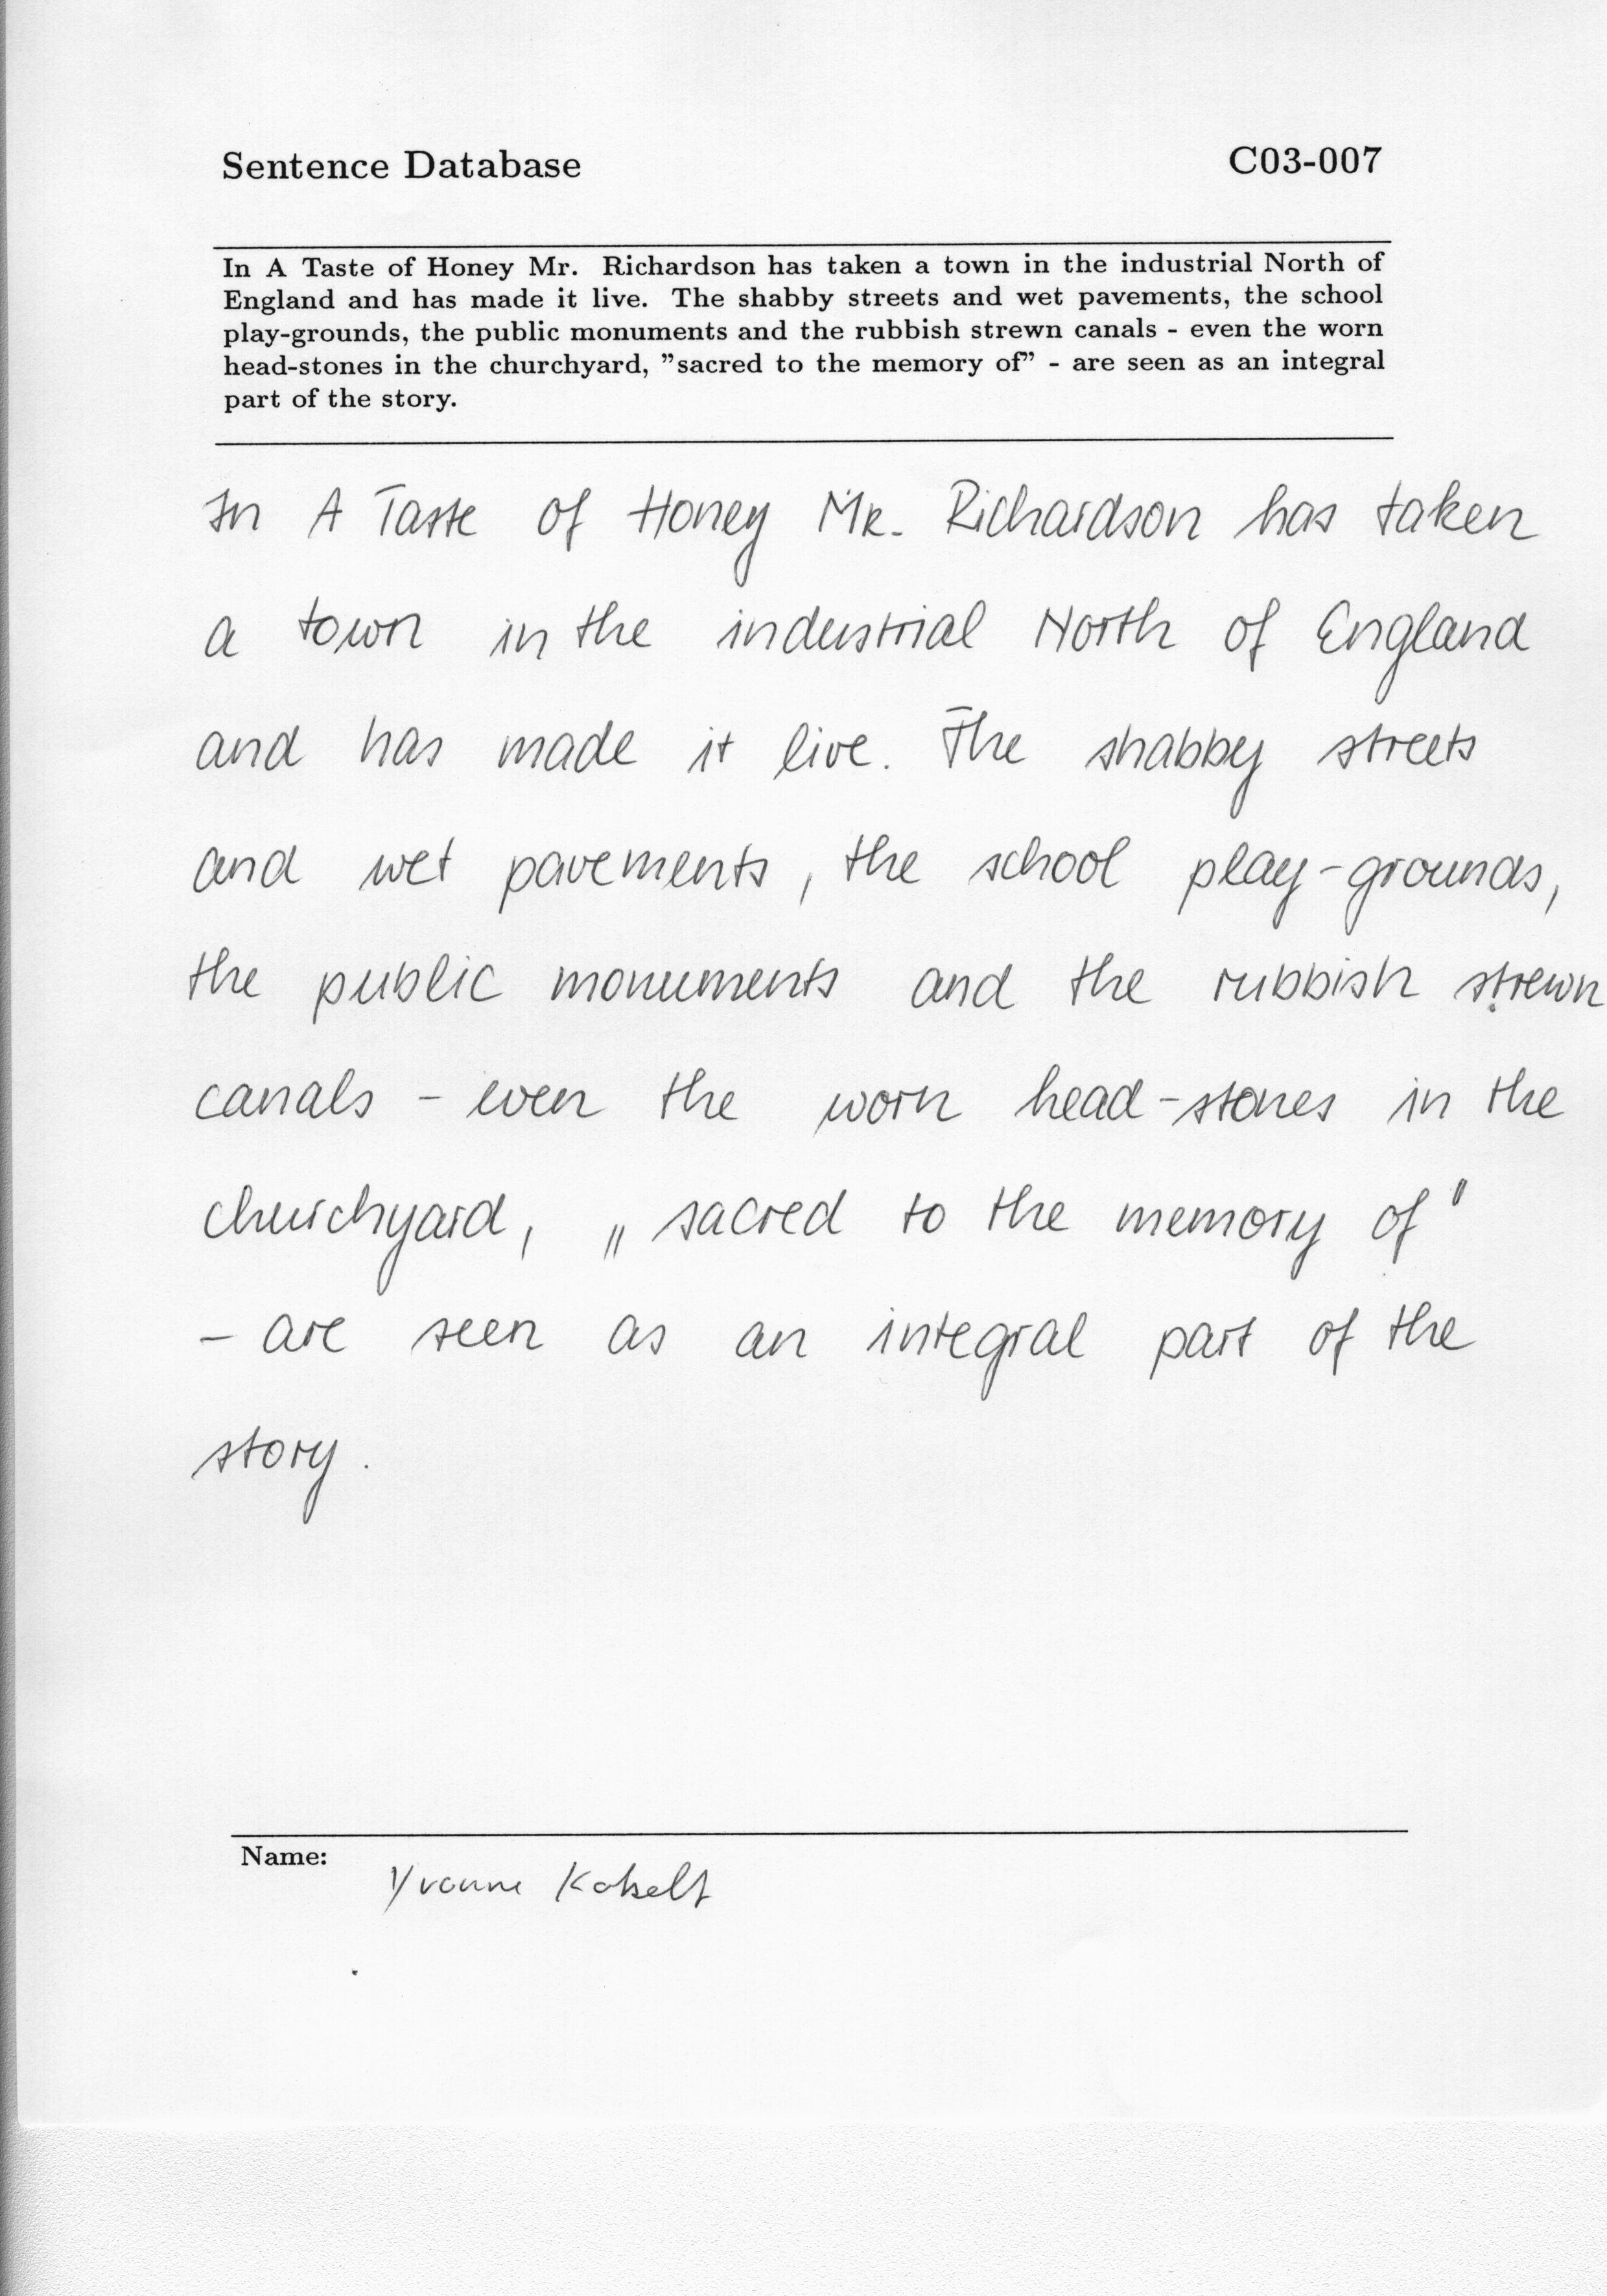 Sentence Database C03-007
In A Taste of Honey Mr. Richardson has taken a town in the industrial North of
England and has made it live. The shabby streets and wet pavements, the school
play-grounds, the public monuments and the rubbish strewn canals - even the worn
head-stones in the churchyard, ”sacred to the memory of” - are seen as an integral
part of the story.
In A Taste of Honey Mr. Richardson has taken
a town in the industrial North of England
and has made it live. The shabby streets
and wet pavements, the school play-grounds,
the public monuments and the rubbish strewn
canals - even the worn head-stones in the
churchyard, „sacred to the memory of"
- are seen as an integral part of the
story.
Name: Yvonne